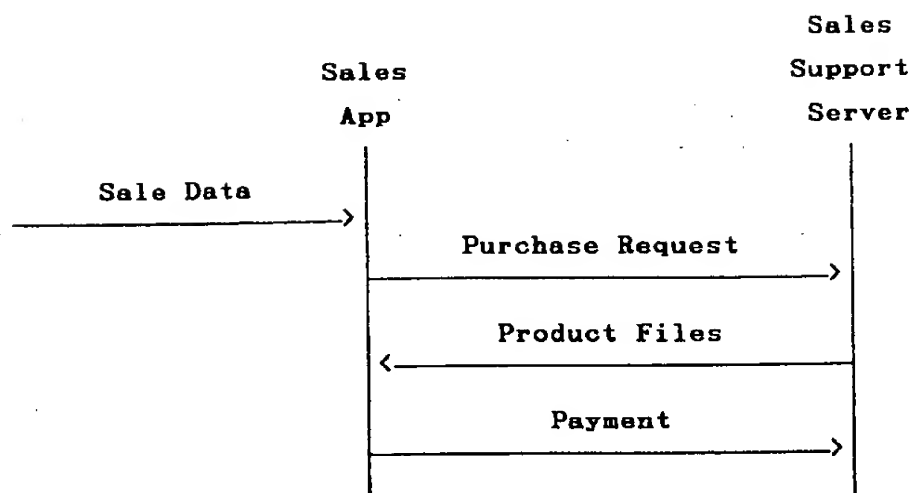 Sales
Support
Server
Sales
App
Sale Data
Purchase Request
Product Files
Payment